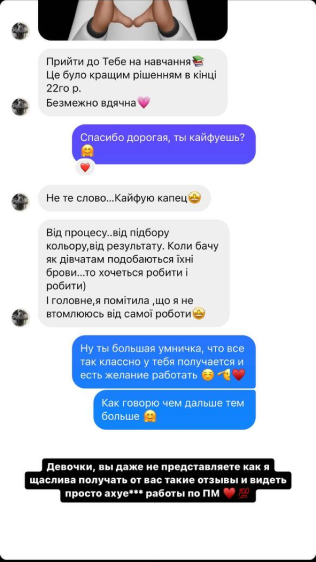 Прийти до Тебе на навчання📚
Це було кращим рішенням в кінці
22го р.
Безмежно вдячна💗
Спасибо дорогая, ты кайфуешь?
🤗
❤️
Не те слово...Кайфую капец🤩
Від процесу..від підбору
кольору,від результату. Коли бачу
як дівчатам подобаються їхні
брови...то хочеться робити і
робити)
І головне,я помітила ,що я не
втомлююсь від самої роботи🤩
Ну ты большая умничка, что все
так классно у тебя получается и
есть желание работать ☺️🫡♥️
Как говорю чем дальше тем
больше 🤗
Девочки, вы даже не представляете как я
щаслива получать от вас такие отзывы и видеть
просто ахуе*** работы по ПМ ♥️ 💯